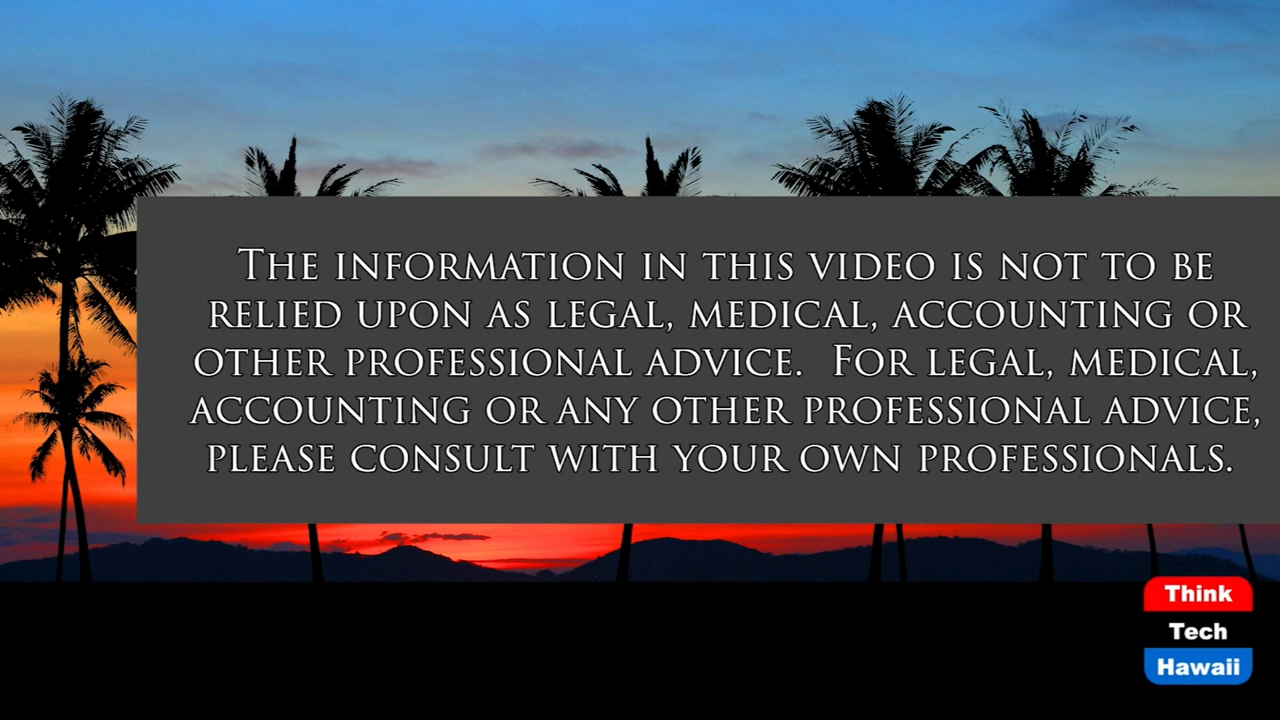 The information in this video is not to be
relied upon as legal, medical, accounting or
other professional advice.  For legal, medical,
accounting or any other professional advice,
please consult with your own professionals.
Think
Tech
Hawaii